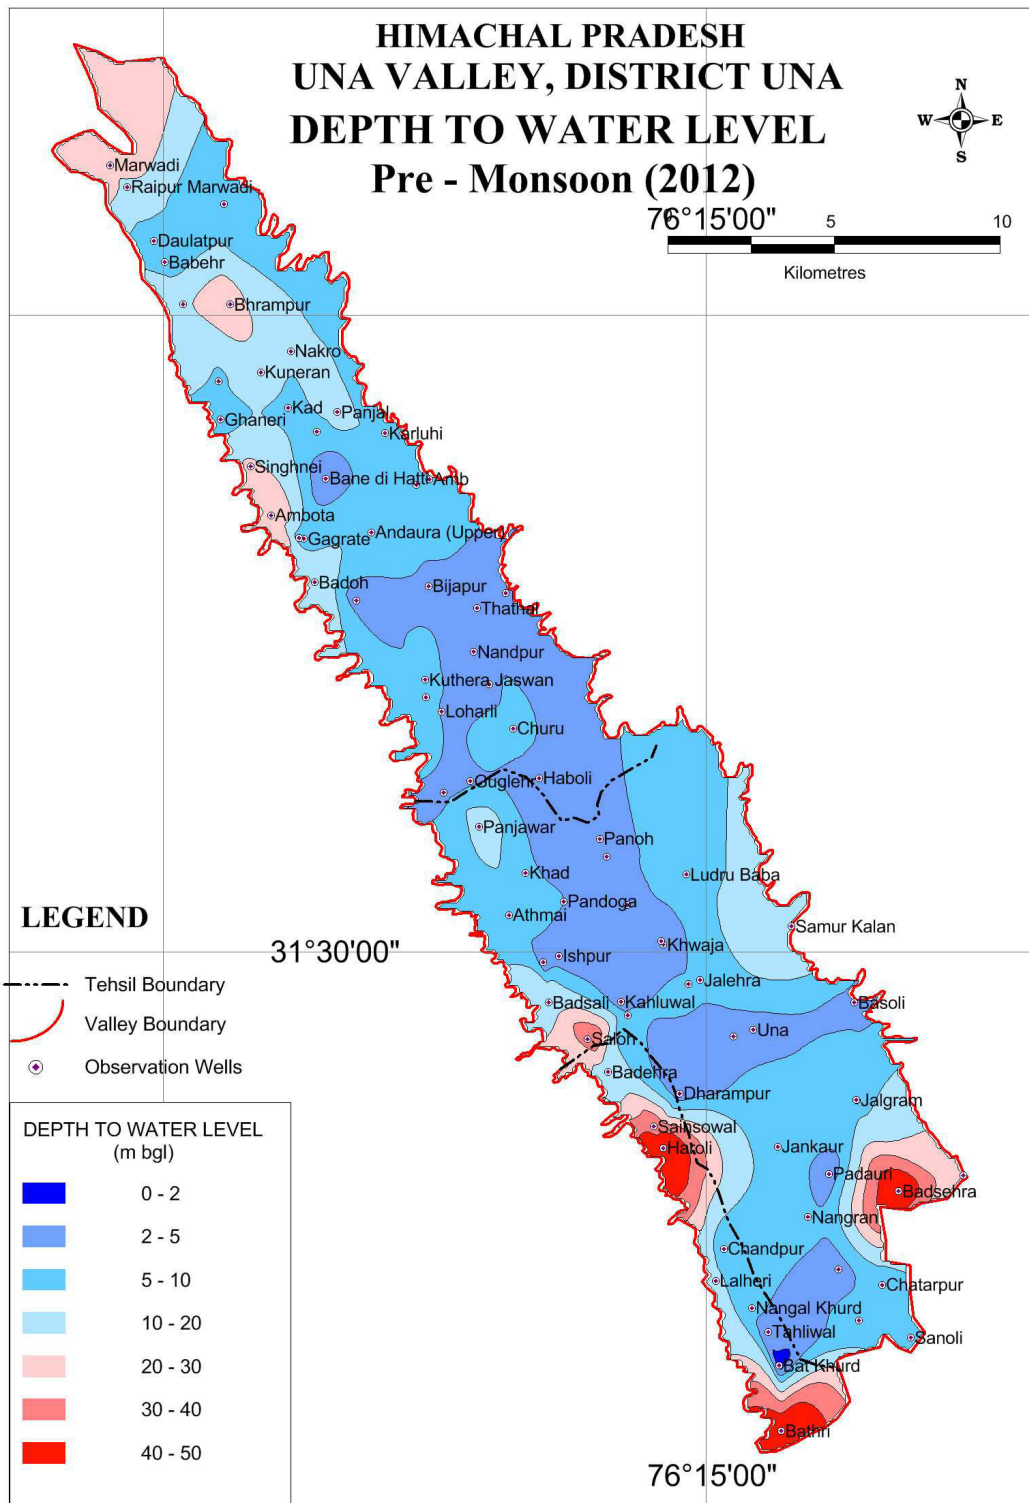 HIMACHAL PRADESH
UNA VALLEY, DISTRICT UNA
DEPTH TO WATER LEVEL
Pre - Monsoon (2012)
N
W E
S
76°15'00"
0 5 10
Kilometres
Marwadi
Raipur Marwadi
Daulatpur
Babehr
Bhrampur
Nakro
Kuneran
Kad
Panjal
Ghaneri
Karluhi
Singhnei
Bane di Hatti
Amb
Ambota
Andaura (Upper)
Gagrate
Badoh
Bijapur
Thathal
Nandpur
Kuthera Jaswan
Loharli
Churu
Guglehr
Haboli
Panjawar
Panoh
Khad
Ludru Baba
Pandoga
Athmai
Samur Kalan
LEGEND
31°30'00"
Khwaja
Ishpur
Jalehra
Tehsil Boundary
Badsali
Kahluwal
Basoli
Valley Boundary
Una
Saloh
Observation Wells
Badehra
Dharampur
Jalgram
DEPTH TO WATER LEVEL
(m bgl)
Sainsowal
Hatoli
Jankaur
Padauri
Badsehra
0 - 2
Nangran
2 - 5
Chandpur
5 - 10
Lalheri
Chatarpur
Nangal Khurd
10 - 20
Tahliwal
Sanoli
20 - 30
Bat Khurd
30 - 40
Bathri
40 - 50
76°15'00"